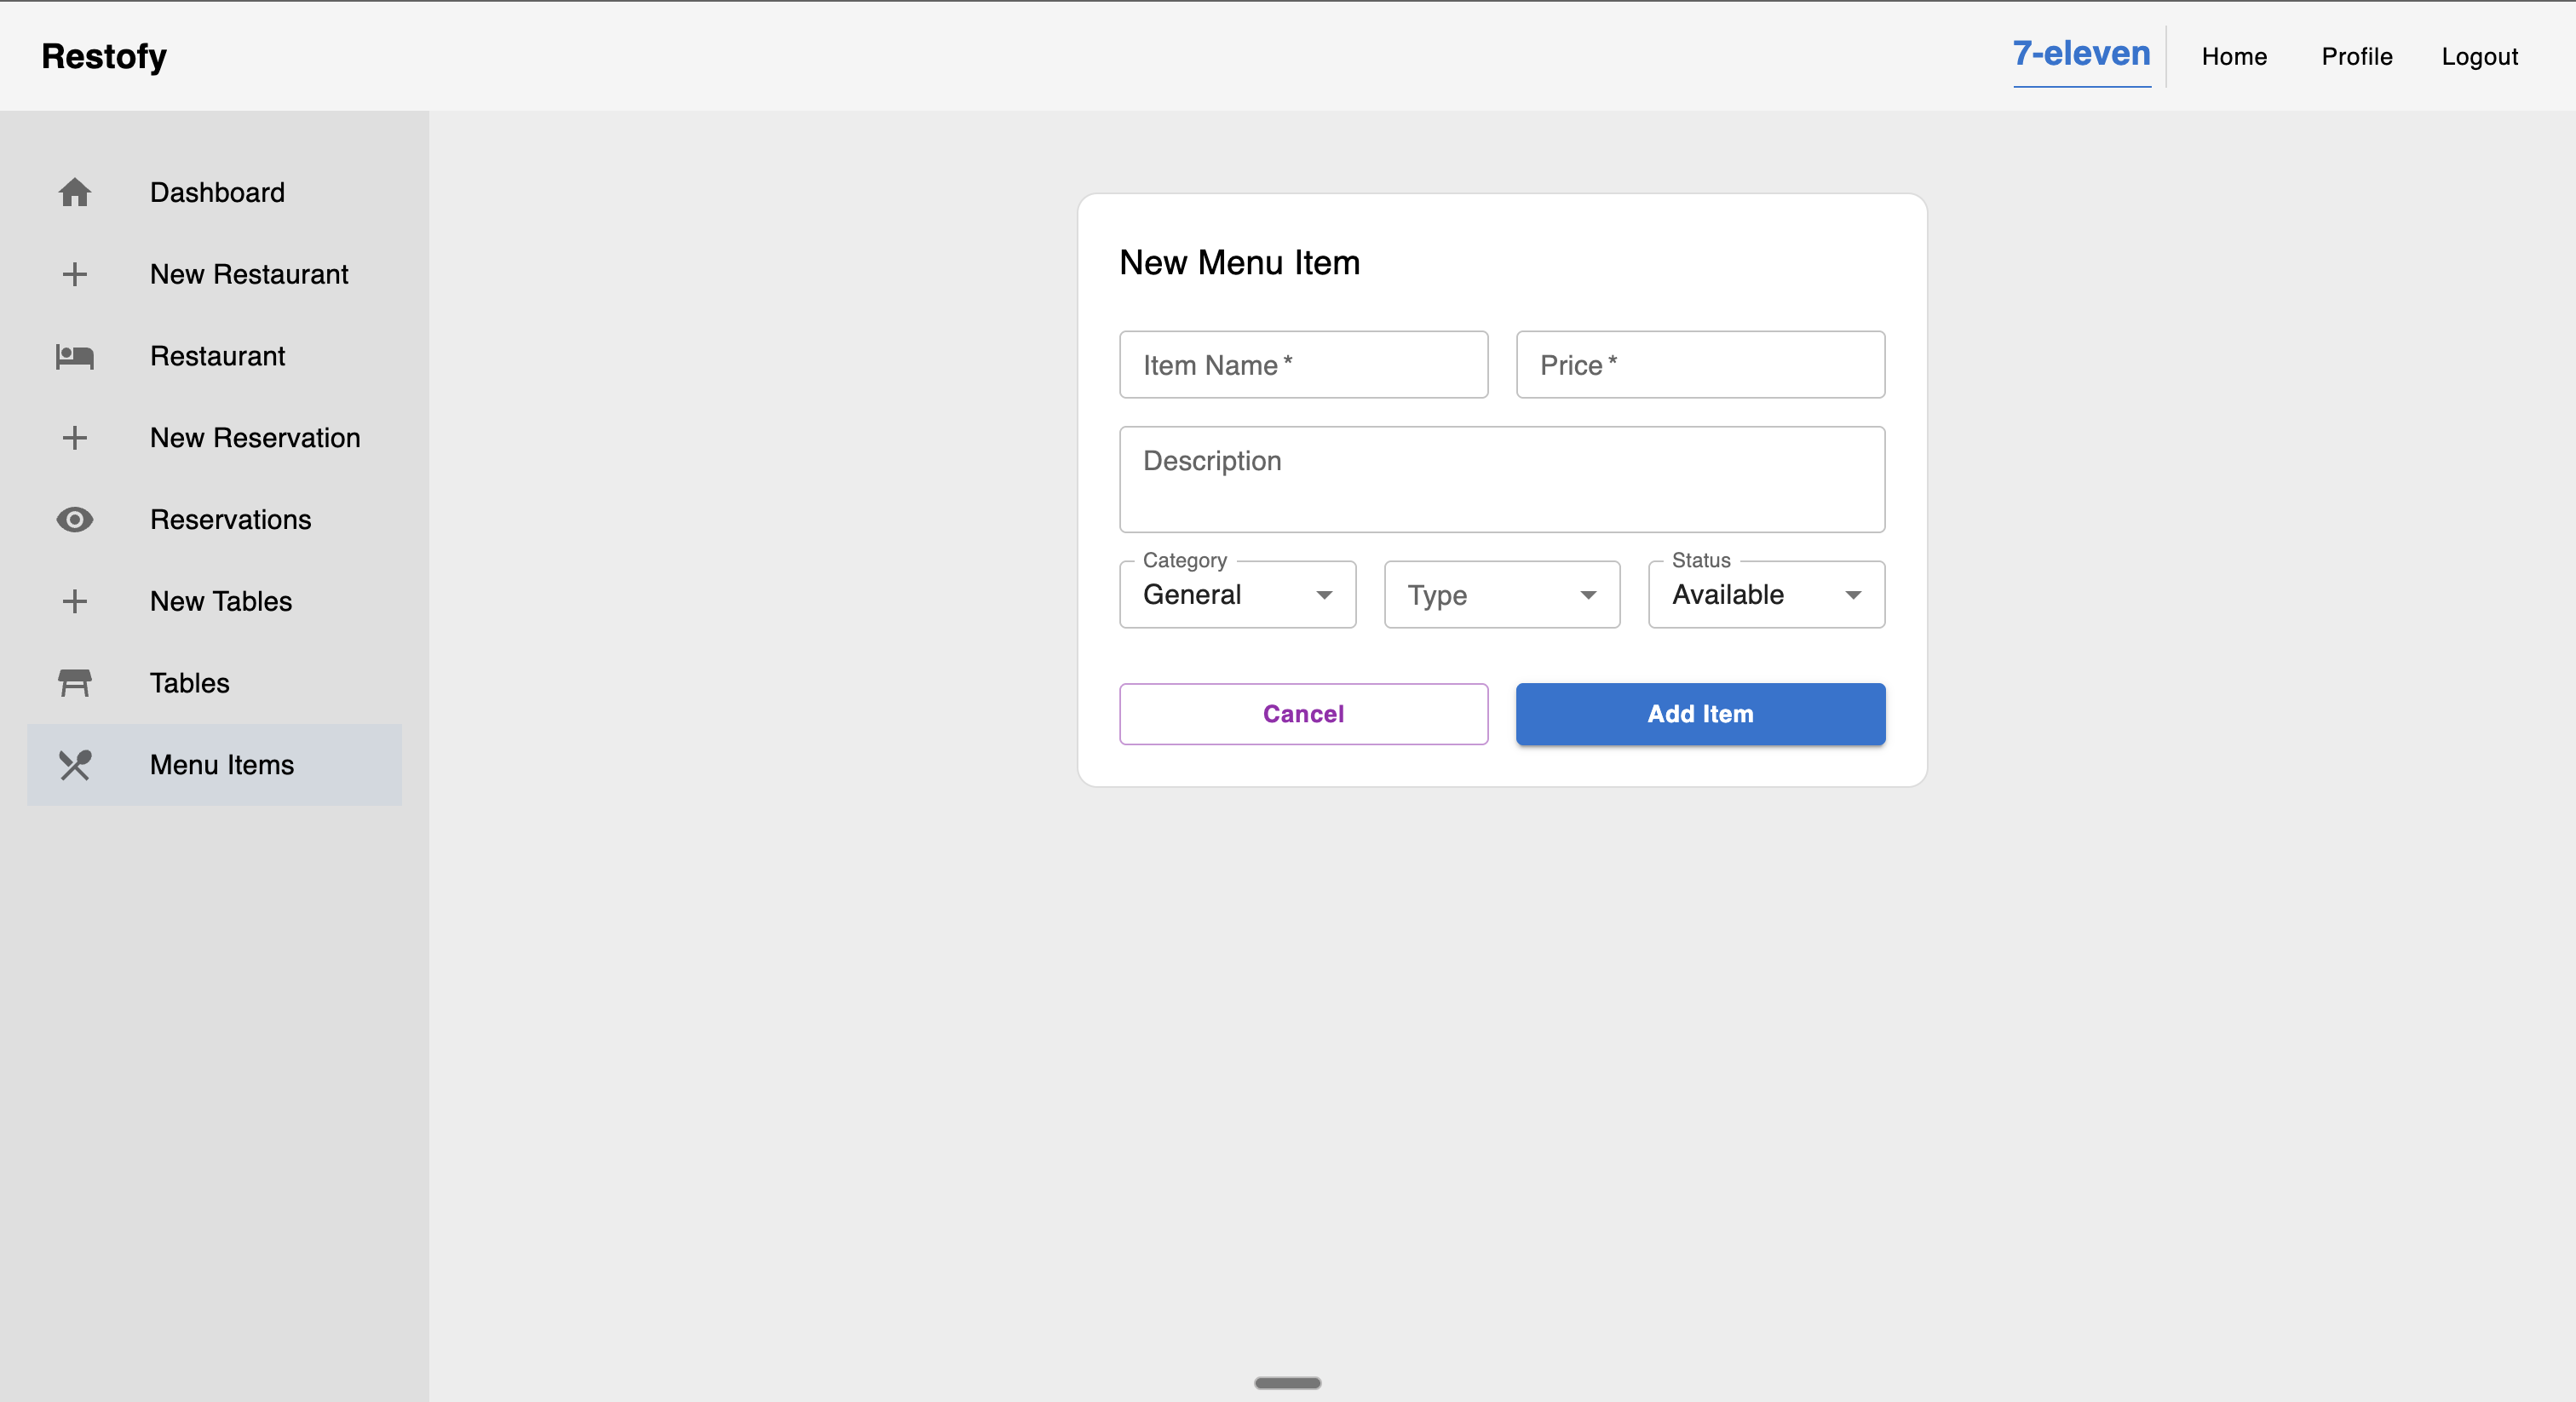 Restofy
7-eleven
Home
Profile
Logout
Dashboard
New Restaurant
Restaurant
New Reservation
Reservations
New Tables
Tables
Menu Items
New Menu Item
Item Name *
Price *
Description
Category
General
Type
Status
Available
Cancel
Add Item